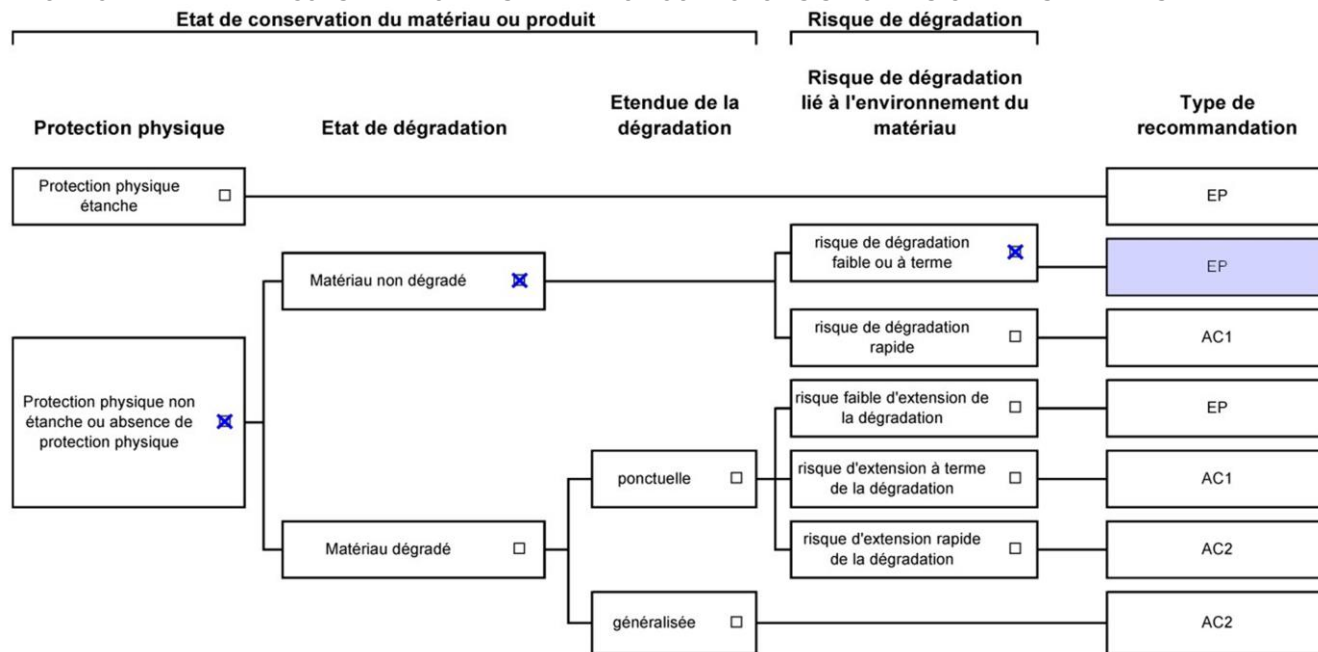 Etat de conservation du matériau ou produit
Risque de dégradation
Protection physique
Etat de dégradation
Etendue de la
dégradation
Risque de dégradation
lié à l'environnement du
matériau
Type de
recommandation
Protection physique
étanche
EP
risque de dégradation
faible ou à terme
EP
Matériau non dégradé
risque de dégradation
rapide
AC1
Protection physique non
étanche ou absence de
protection physique
risque faible d'extension de
la dégradation
EP
ponctuelle
risque d'extension à terme
de la dégradation
AC1
Matériau dégradé
risque d'extension rapide
de la dégradation
AC2
généralisée
AC2